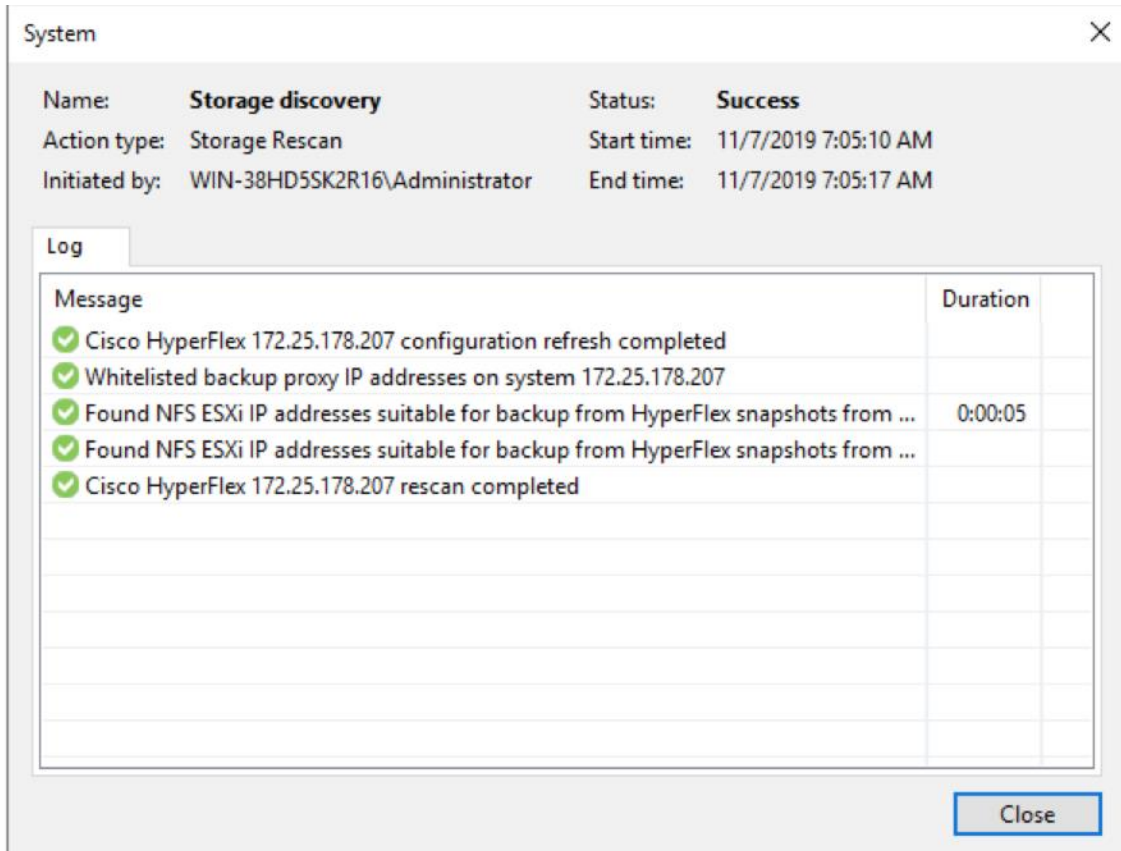 System
Name: Storage discovery Status: Success
Action type: Storage Rescan Start time: 11/7/2019 7:05:10 AM
Initiated by: WIN-38HD5SK2R16\Administrator End time: 11/7/2019 7:05:17 AM
Log
Message Duration
Cisco HyperFlex 172.25.178.207 configuration refresh completed
Whitelisted backup proxy IP addresses on system 172.25.178.207
Found NFS ESXi IP addresses suitable for backup from HyperFlex snapshots from ... 0:00:05
Found NFS ESXi IP addresses suitable for backup from HyperFlex snapshots from ...
Cisco HyperFlex 172.25.178.207 rescan completed
Close